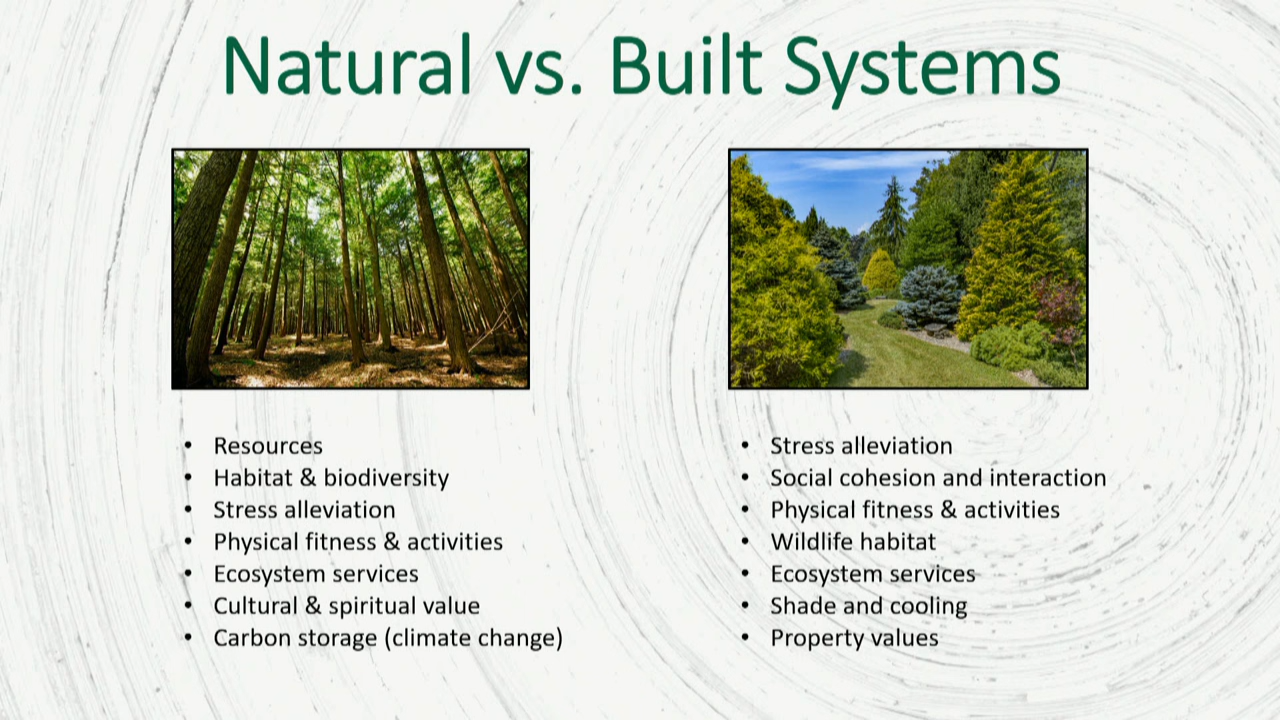 Natural vs. Built Systems
• Resources
• Habitat & biodiversity
• Stress alleviation
• Physical fitness & activities
• Ecosystem services
• Cultural & spiritual value
• Carbon storage (climate change)
• Stress alleviation
• Social cohesion and interaction
• Physical fitness & activities
• Wildlife habitat
• Ecosystem services
• Shade and cooling
• Property values